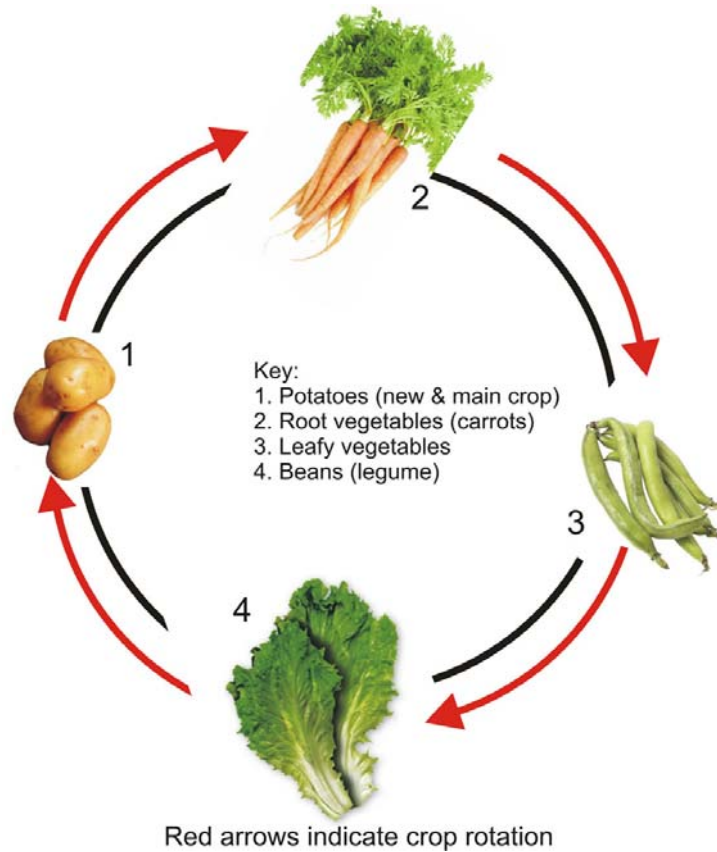 2
1
Key:
1. Potatoes (new & main crop)
2. Root vegetables (carrots)
3. Leafy vegetables
4. Beans (legume)
3
4
Red arrows indicate crop rotation